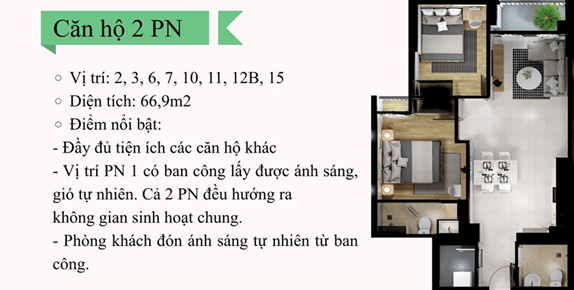 Căn hộ 2 PN
○ Vị trí: 2, 3, 6, 7, 10, 11, 12B, 15
○ Diện tích: 66,9m2
○ Điểm nổi bật:
- Đầy đủ tiện ích các căn hộ khác
- Vị trí PN 1 có ban công lấy được ánh sáng,
gió tự nhiên. Cả 2 PN đều hướng ra
không gian sinh hoạt chung.
- Phòng khách đón ánh sáng tự nhiên từ ban
công.